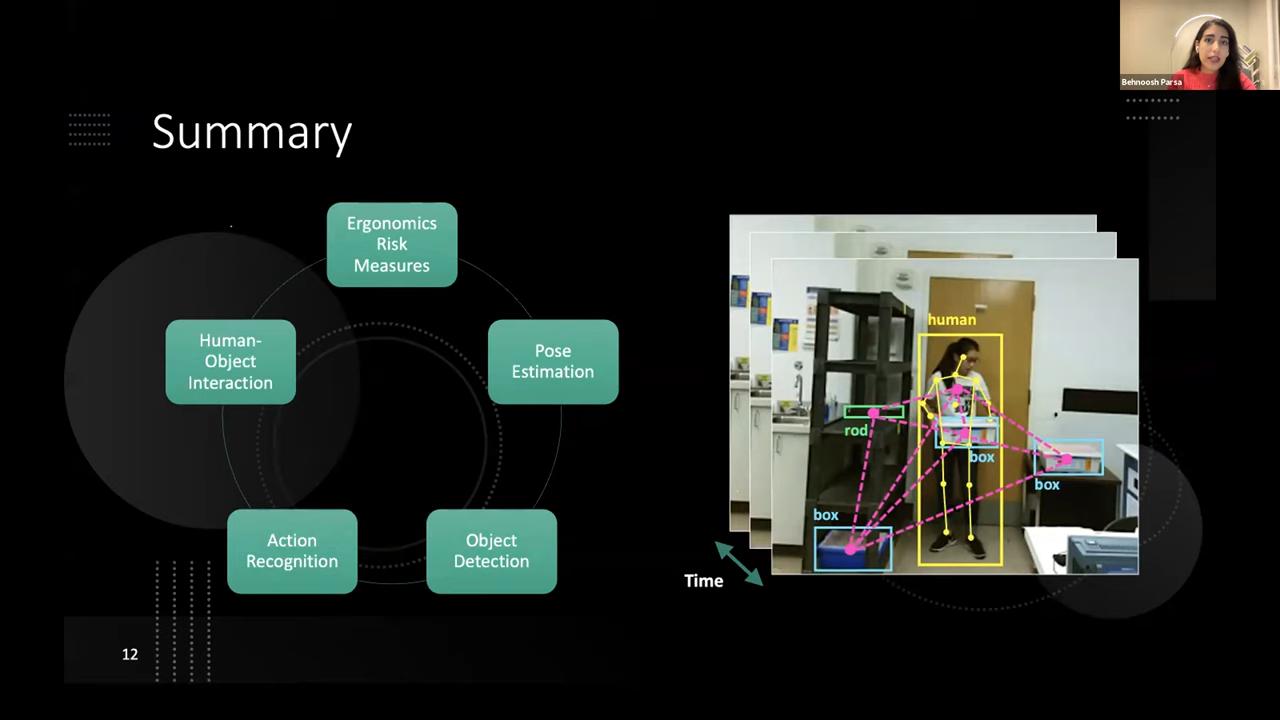 Behnoosh Parsa
Summary
Ergonomics
Risk
Measures
Human-
Object
Interaction
Pose
Estimation
Action
Recognition
Object
Detection
human
rod
box
box
box
Time
12